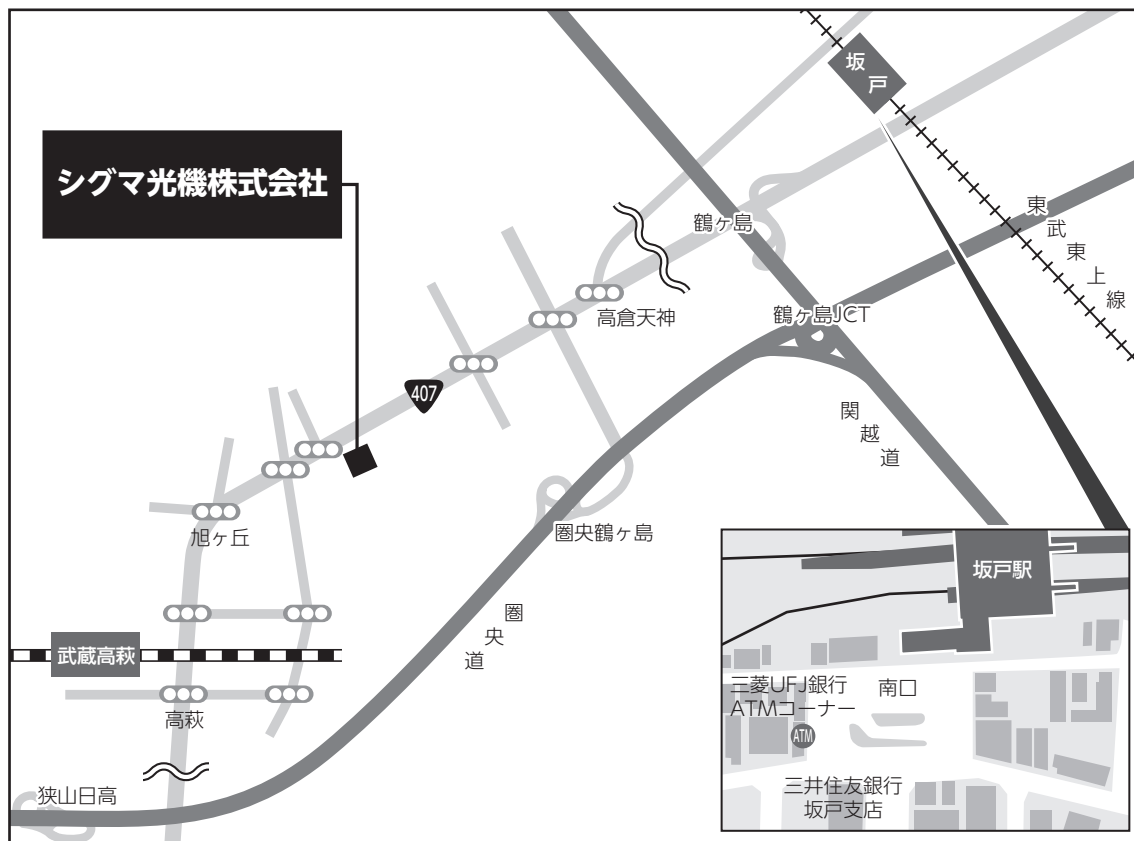 坂戸
シグマ光機株式会社
東武東上線
鶴ヶ島
高倉天神
鶴ヶ島JCT
407
関越道
旭ヶ丘
圏央鶴ヶ島
圏央道
武蔵高萩
高萩
狭山日高
坂戸駅
三菱UFJ銀行
ATMコーナー
南口
ATM
三井住友銀行
坂戸支店